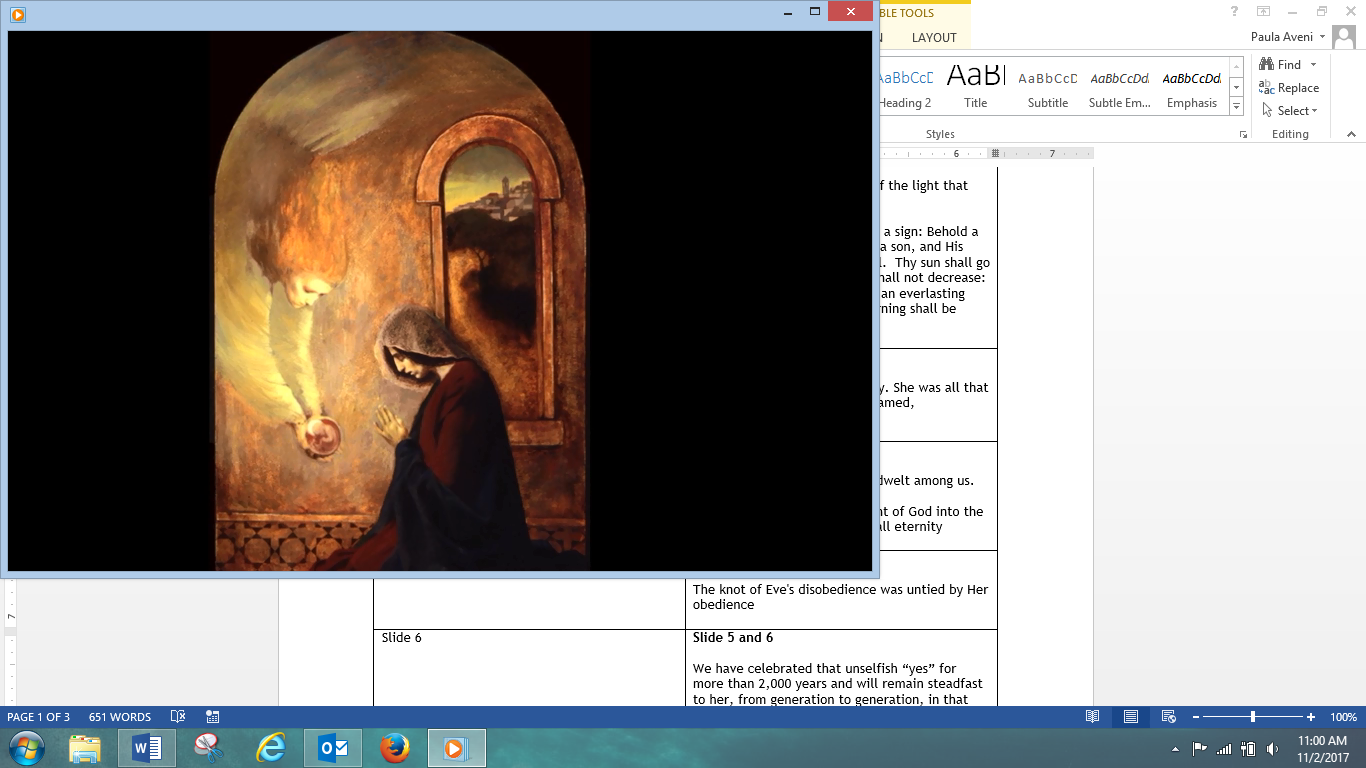 BLE TOOLS
LAYOUT
Paula Aveni
AaBbCcD
Heading 2
AaBl
Title
AaBbCcD
Subtitle
AaBbCcDd
Subtle Em...
AaBbCcDd
Emphasis
Styles
Find
Replace
Select
Editing
6
7
f the light that
a sign: Behold a
a son, and His
l. Thy sun shall go
hall not decrease:
an everlasting
rning shall be
y. She was all that
amed,
dwelt among us.
nt of God into the
all eternity
7
The knot of Eve's disobedience was untied by Her
obedience
Slide 6
Slide 5 and 6
We have celebrated that unselfish “yes” for
more than 2,000 years and will remain steadfast
to her, from generation to generation, in that
PAGE 1 OF 3
651 WORDS
100%
11:00 AM
11/2/2017